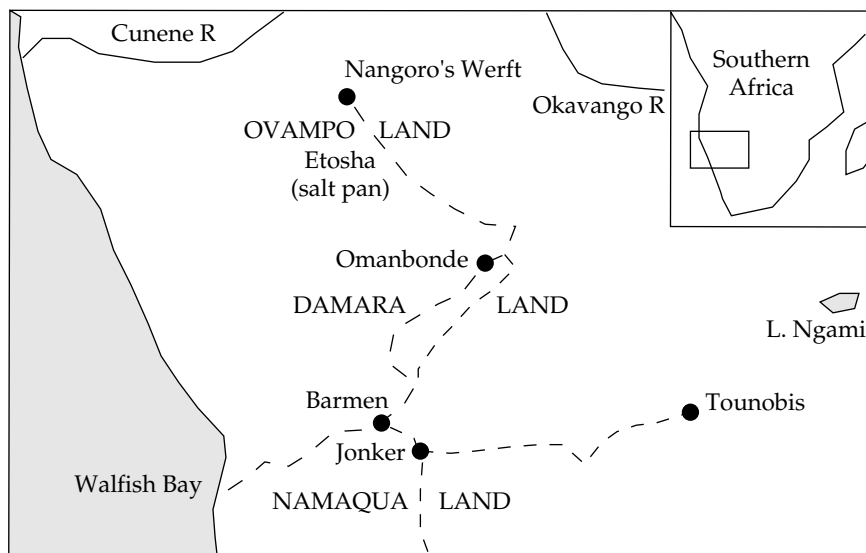 Cunene R
Nangoro's Werft
Okavango R
Southern
Africa
OVAMPO LAND
Etosha
(salt pan)
Omanbonde
DAMARA LAND
L. Ngami
Barmen
Tounobis
Jonker
Walfish Bay
NAMAQUA LAND